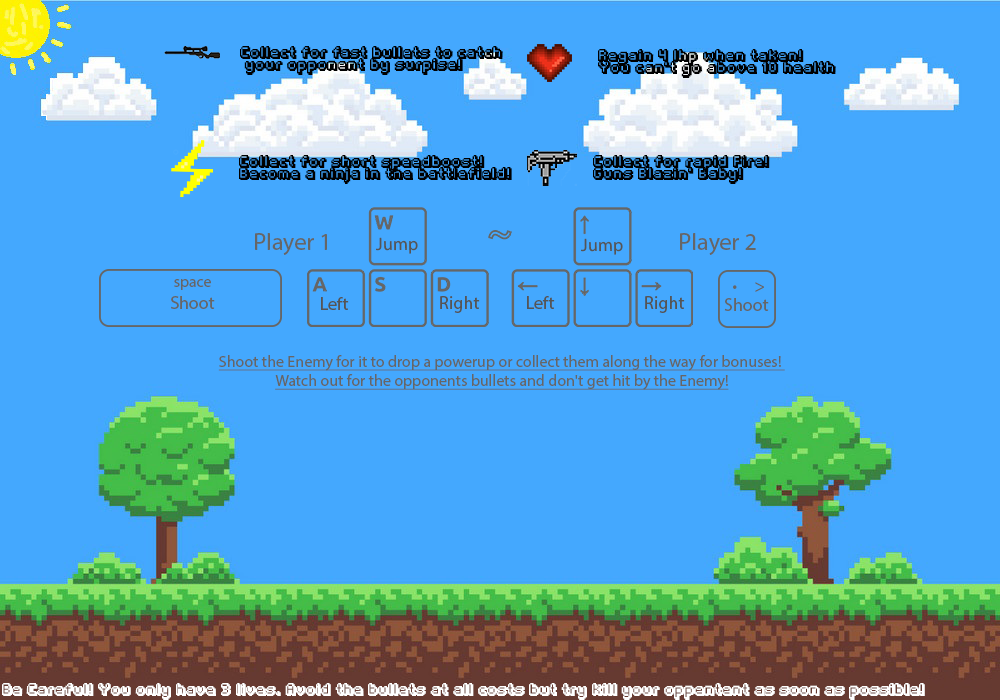 Collect for fast bullets to catch
your opponent by surpise!
Regain 4 lhp when taken!
You can't go above 10 health
Collect for short speedboost!
Become a ninja in the battlefield!
Collect for rapid Fire!
Guns Blazin' Baby!
Player 1
W
Jump
~
↑
Jump
Player 2
space
Shoot
A
Left
S
D
Right
←
Left
↓
→
Right
. >
Shoot
Shoot the Enemy for it to drop a powerup or collect them along the way for bonuses!
Watch out for the opponents bullets and don't get hit by the Enemy!
Be Careful! You only have 3 lives. Avoid the bullets at all costs but try kill your oppentent as soon as possible!